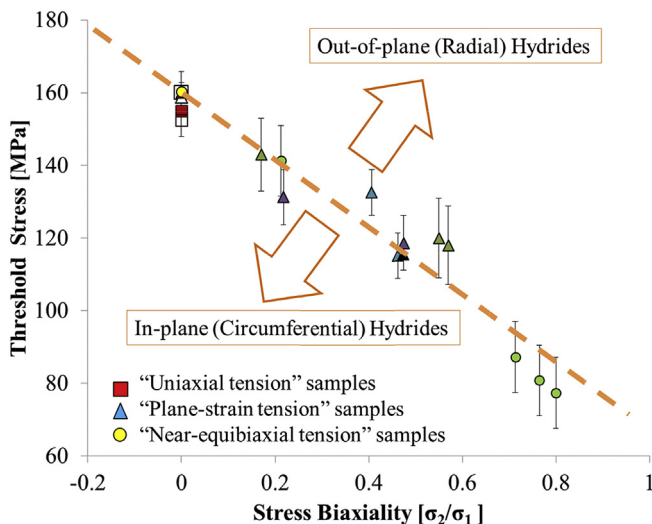 180
160
140
120
100
80
60
Threshold Stress [MPa]
Out-of-plane (Radial) Hydrides
In-plane (Circumferential) Hydrides
“Uniaxial tension” samples
“Plane-strain tension” samples
“Near-equibiaxial tension” samples
-0.2 0 0.2 0.4 0.6 0.8 1
Stress Biaxiality [σ₂/σ₁ ]